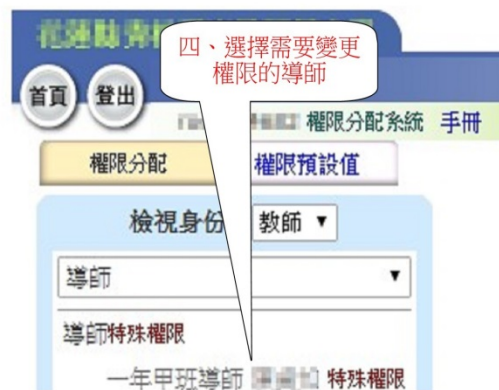 四、選擇需要變更
權限的導師
首頁
登出
權限分配系統 手冊
權限分配
權限預設值
檢視身份
教師
導師
導師特殊權限
一年甲班導師 特殊權限